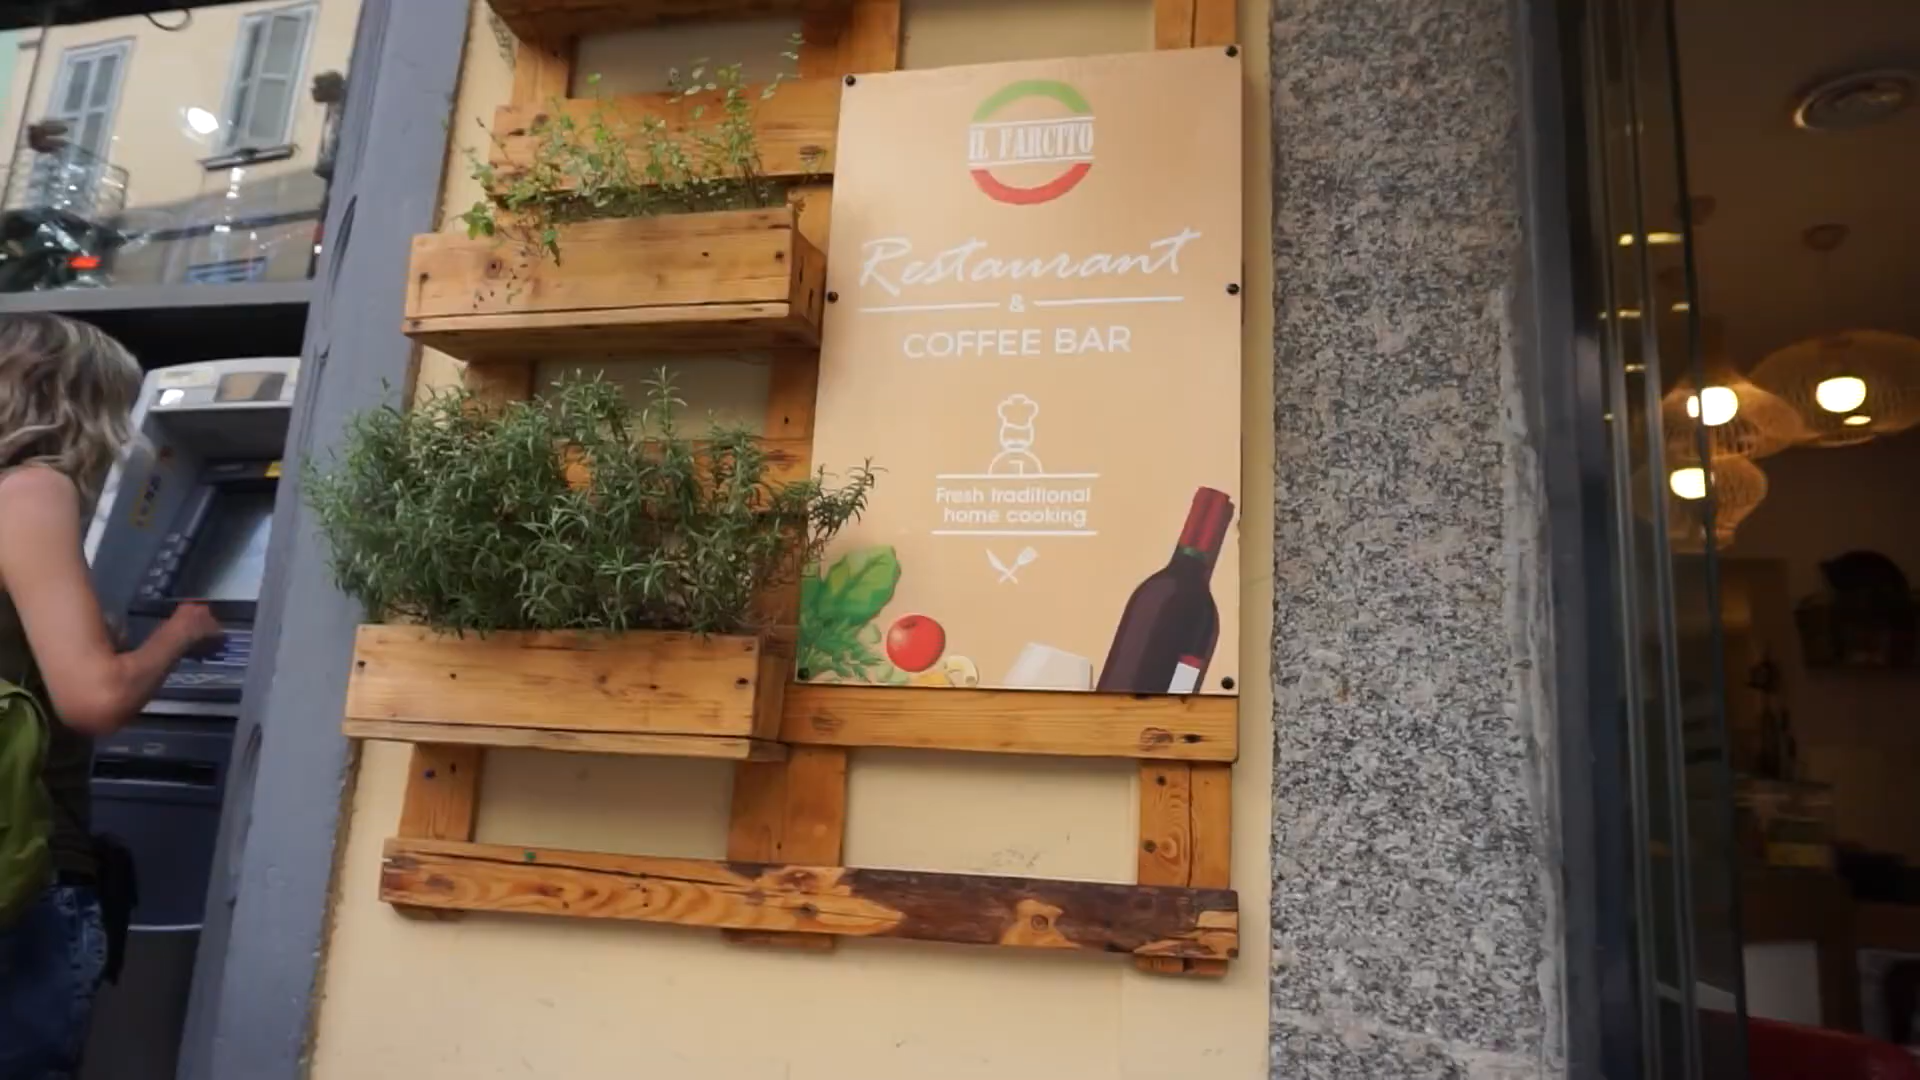 IL FARCITO
Restaurant
&
COFFEE BAR
Fresh traditional
home cooking